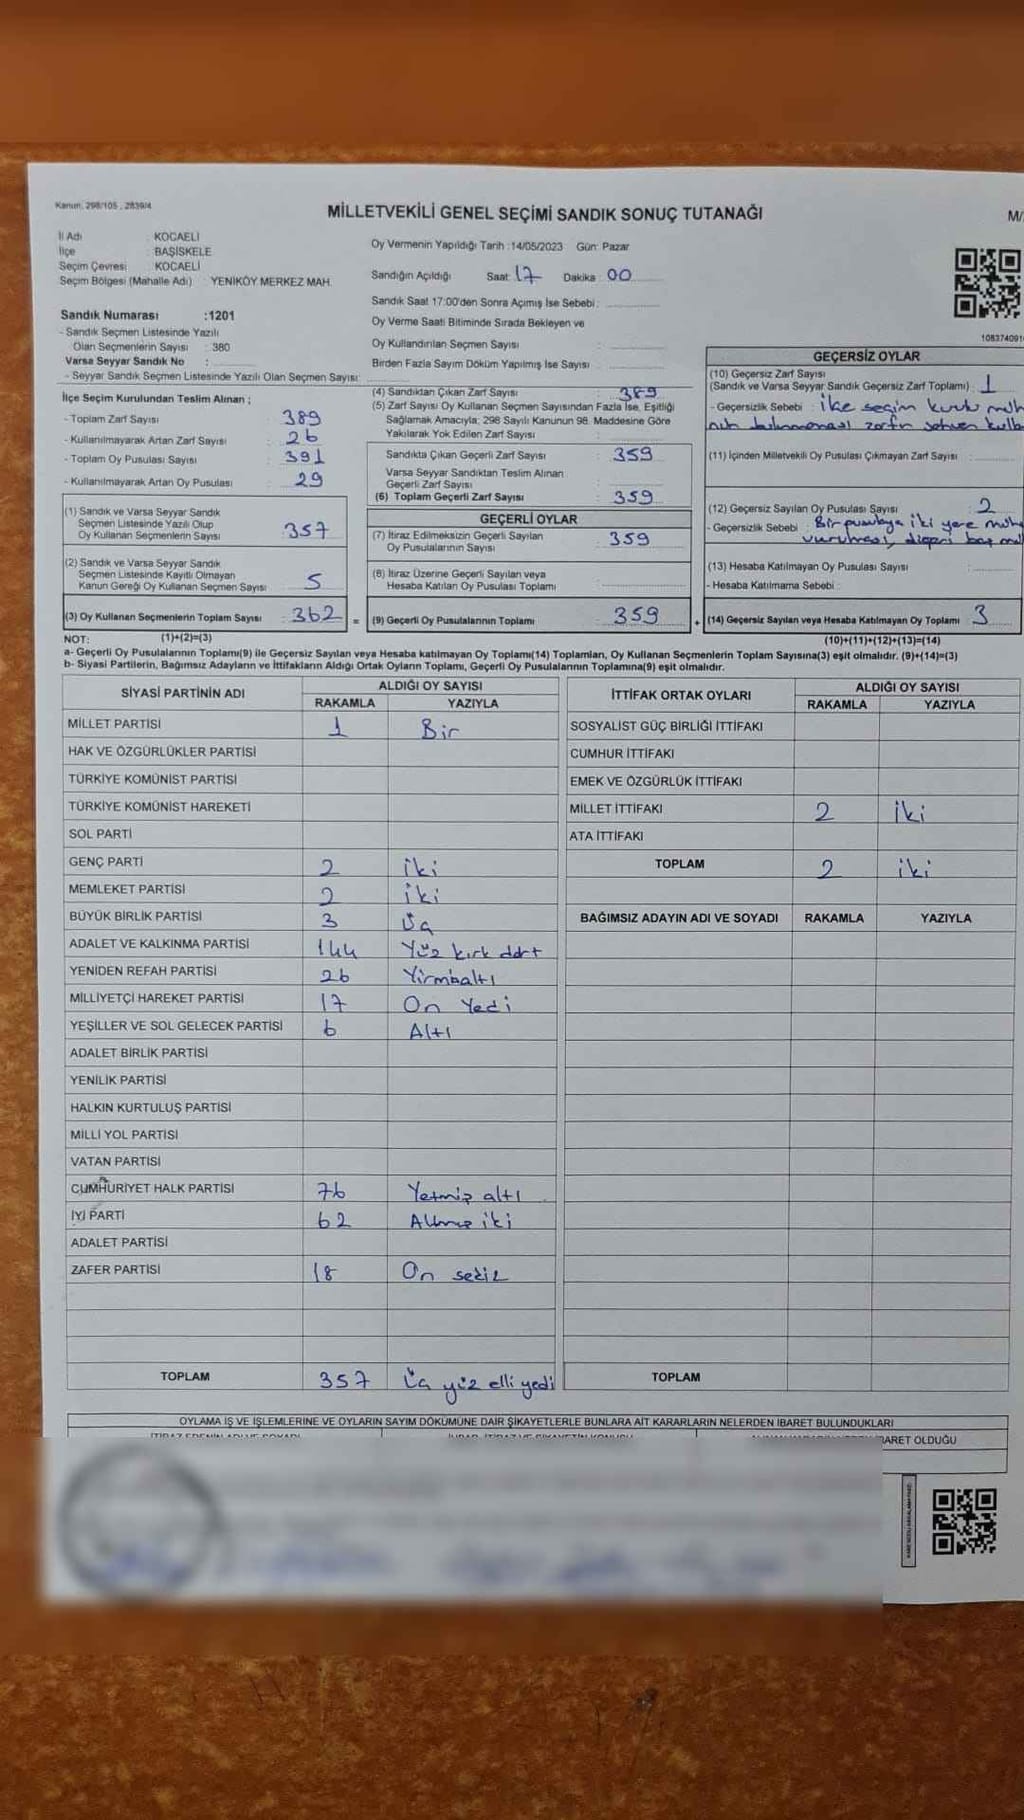 Kanun. 298/105 , 2839/4
MİLLETVEKİLİ GENEL SEÇİMİ SANDIK SONUÇ TUTANAĞI
M/
İl Adı : KOCAELİ
İlçe : BAŞİSKELE
Seçim Çevresi : KOCAELİ
Seçim Bölgesi (Mahalle Adı) : YENİKÖY MERKEZ MAH.
Sandık Numarası :1201
- Sandık Seçmen Listesinde Yazılı
Olan Seçmenlerin Sayısı : 380
Varsa Seyyar Sandık No :
- Seyyar Sandık Seçmen Listesinde Yazılı Olan Seçmen Sayısı:
İlçe Seçim Kurulundan Teslim Alınan ;
- Toplam Zarf Sayısı : 389
- Kullanılmayarak Artan Zarf Sayısı : 26
- Toplam Oy Pusulası Sayısı : 391
- Kullanılmayarak Artan Oy Pusulası : 29
(1) Sandık ve Varsa Seyyar Sandık
Seçmen Listesinde Yazılı Olup
Oy Kullanan Seçmenlerin Sayısı : 357
(2) Sandık ve Varsa Seyyar Sandık
Seçmen Listesinde Kayıtlı Olmayan
Kanun Gereği Oy Kullanan Seçmen Sayısı : 5
(3) Oy Kullanan Seçmenlerin Toplam Sayısı : 362 =
Oy Vermenin Yapıldığı Tarih :14/05/2023 Gün: Pazar
Sandığın Açıldığı Saat: 17 Dakika : 00
Sandık Saat 17:00'den Sonra Açımış İse Sebebi :
Oy Verme Saati Bitiminde Sırada Bekleyen ve
Oy Kullandırılan Seçmen Sayısı :
Birden Fazla Sayım Döküm Yapılmış İse Sayısı :
(4) Sandıktan Çıkan Zarf Sayısı : 389
(5) Zarf Sayısı Oy Kullanan Seçmen Sayısından Fazla İse, Eşitliği
Sağlamak Amacıyla; 298 Sayılı Kanunun 98. Maddesine Göre
Yakılarak Yok Edilen Zarf Sayısı :
Sandıkta Çıkan Geçerli Zarf Sayısı : 359
Varsa Seyyar Sandıktan Teslim Alınan
Geçerli Zarf Sayısı :
(6) Toplam Geçerli Zarf Sayısı : 359
GEÇERLİ OYLAR
(7) İtiraz Edilmeksizin Geçerli Sayılan
Oy Pusulalarının Sayısı : 359
(8) İtiraz Üzerine Geçerli Sayılan veya
Hesaba Katılan Oy Pusulası Toplamı :
(9) Geçerli Oy Pusulalarının Toplamı : 359 +
108374091
GEÇERSİZ OYLAR
(10) Geçersiz Zarf Sayısı
(Sandık ve Varsa Seyyar Sandık Geçersiz Zarf Toplamı) : 1
- Geçersizlik Sebebi : ilçe seçim kurulu müh
nün bulunmaması zarfın sehven kulla
(11) İçinden Milletvekili Oy Pusulası Çıkmayan Zarf Sayısı :
(12) Geçersiz Sayılan Oy Pusulası Sayısı : 2
- Geçersizlik Sebebi : Bir pusulaya iki yere müh
vurulması, diğeri boş
(13) Hesaba Katılmayan Oy Pusulası Sayısı :
- Hesaba Katılmama Sebebi :
(14) Geçersiz Sayılan veya Hesaba Katılmayan Oy Toplamı : 3
NOT: (1)+(2)=(3)
(10)+(11)+(12)+(13)=(14)
a- Geçerli Oy Pusulalarının Toplamı(9) ile Geçersiz Sayılan veya Hesaba katılmayan Oy Toplamı(14) Toplamları, Oy Kullanan Seçmenlerin Toplam Sayısına(3) eşit olmalıdır. (9)+(14)=(3)
b- Siyasi Partilerin, Bağımsız Adayların ve İttifakların Aldığı Ortak Oyların Toplamı, Geçerli Oy Pusulalarının Toplamına(9) eşit olmalıdır.
SİYASİ PARTİNİN ADI ALDIĞI OY SAYISI
RAKAMLA YAZIYLA
MİLLET PARTİSİ 1 Bir
HAK VE ÖZGÜRLÜKLER PARTİSİ
TÜRKİYE KOMÜNİST PARTİSİ
TÜRKİYE KOMÜNİST HAREKETİ
SOL PARTİ
GENÇ PARTİ 2 iki
MEMLEKET PARTİSİ 2 iki
BÜYÜK BİRLİK PARTİSİ 3 Üç
ADALET VE KALKINMA PARTİSİ 144 Yüz kırk dört
YENİDEN REFAH PARTİSİ 26 Yirmialtı
MİLLİYETÇİ HAREKET PARTİSİ 17 On Yedi
YEŞİLLER VE SOL GELECEK PARTİSİ 6 Altı
ADALET BİRLİK PARTİSİ
YENİLİK PARTİSİ
HALKIN KURTULUŞ PARTİSİ
MİLLİ YOL PARTİSİ
VATAN PARTİSİ
CUMHURİYET HALK PARTİSİ 76 Yetmiş altı
İYİ PARTİ 62 Altmış iki
ADALET PARTİSİ
ZAFER PARTİSİ 18 On sekiz
TOPLAM 357 Üç yüz elli yedi
İTTİFAK ORTAK OYLARI ALDIĞI OY SAYISI
RAKAMLA YAZIYLA
SOSYALİST GÜÇ BİRLİĞİ İTTİFAKI
CUMHUR İTTİFAKI
EMEK VE ÖZGÜRLÜK İTTİFAKI
MİLLET İTTİFAKI 2 iki
ATA İTTİFAKI
TOPLAM 2 iki
BAĞIMSIZ ADAYIN ADI VE SOYADI RAKAMLA YAZIYLA
TOPLAM
OYLAMA İŞ VE İŞLEMLERİNE VE OYLARIN SAYIM DÖKÜMÜNE DAİR ŞİKAYETLERLE BUNLARA AİT KARARLARIN NELERDEN İBARET BULUNDUKLARI
BARET OLDUĞU